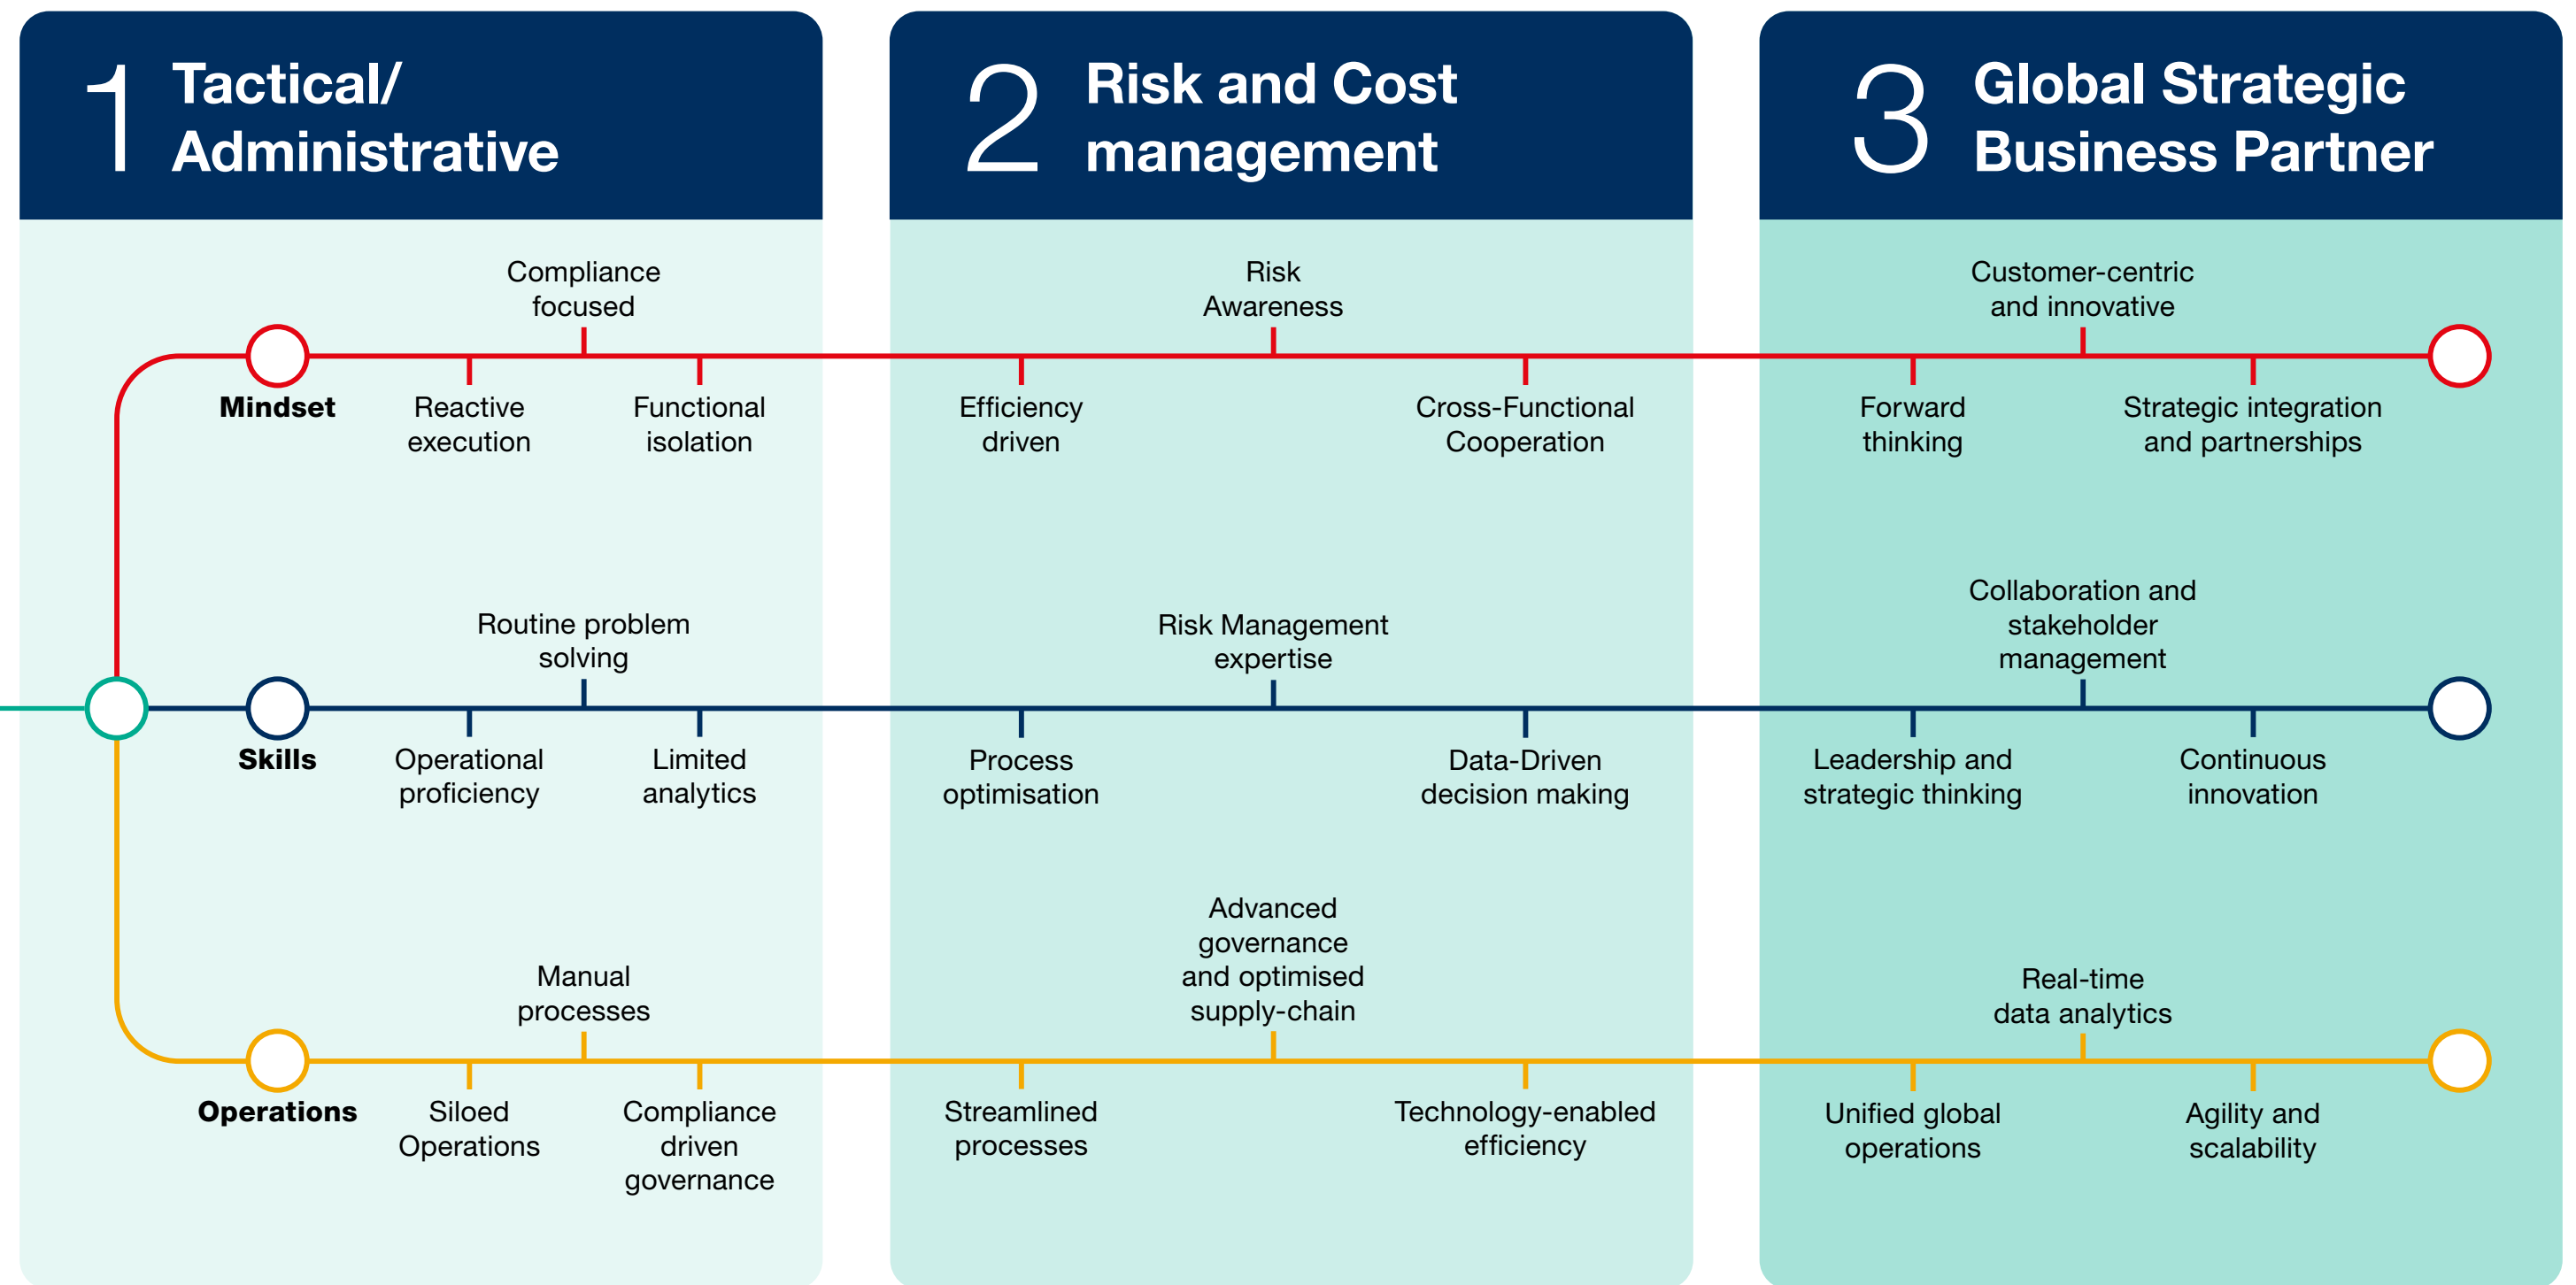 1
Tactical/
Administrative
2
Risk and Cost
management
3
Global Strategic
Business Partner
Compliance
focused
Risk
Awareness
Customer-centric
and innovative
Mindset
Reactive
execution
Functional
isolation
Efficiency
driven
Cross-Functional
Cooperation
Forward
thinking
Strategic integration
and partnerships
Routine problem
solving
Risk Management
expertise
Collaboration and
stakeholder
management
Skills
Operational
proficiency
Limited
analytics
Process
optimisation
Data-Driven
decision making
Leadership and
strategic thinking
Continuous
innovation
Manual
processes
Advanced
governance
and optimised
supply-chain
Real-time
data analytics
Operations
Siloed
Operations
Compliance
driven
governance
Streamlined
processes
Technology-enabled
efficiency
Unified global
operations
Agility and
scalability